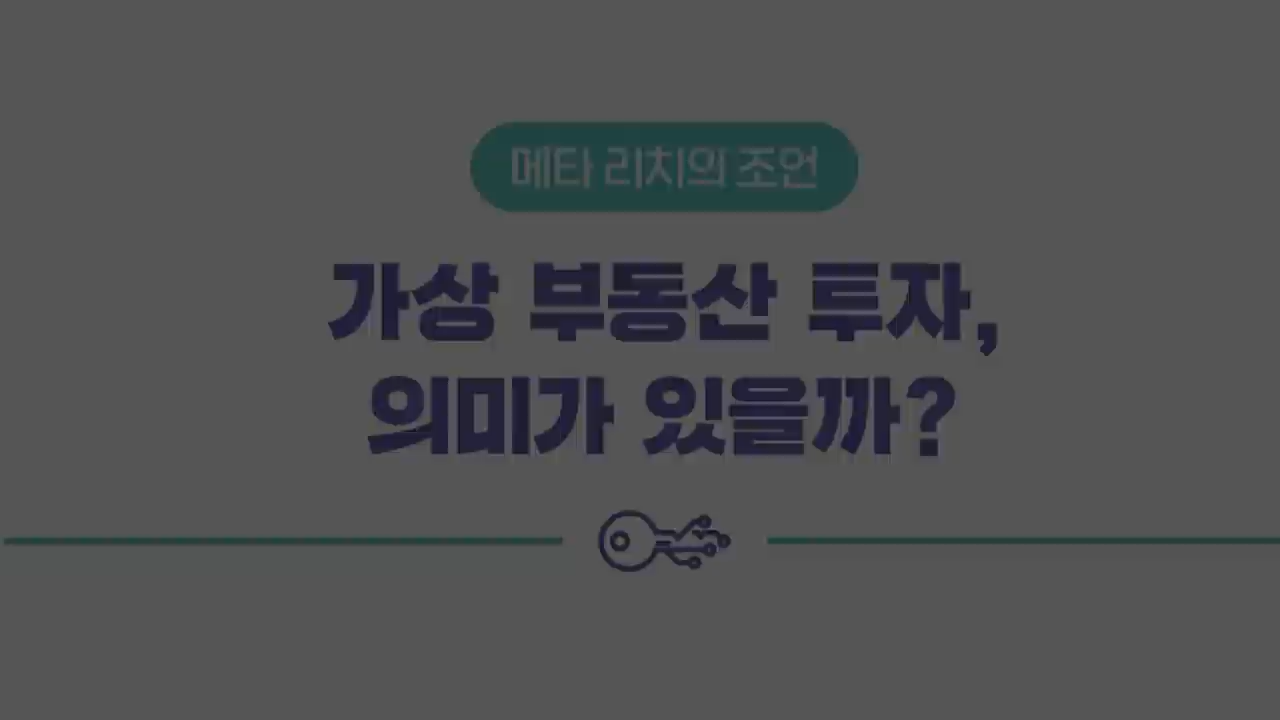 메타 리치의 조언
가상 부동산 투자,
의미가 있을까?